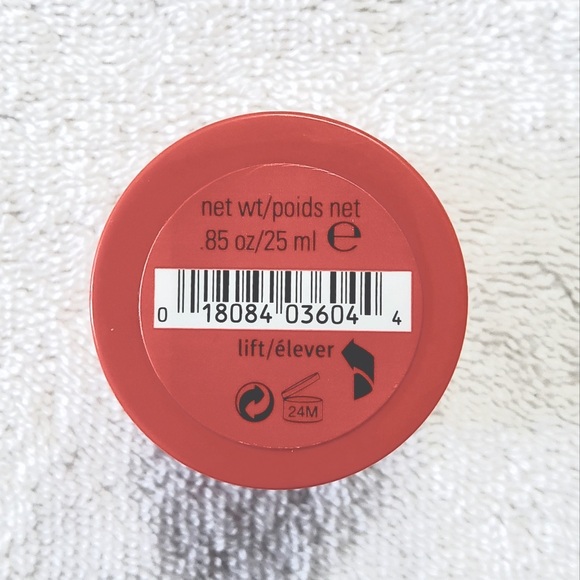 net wt/poids net
.85 oz/25 ml ℮
0 18084 03604 4
lift/élever
24M